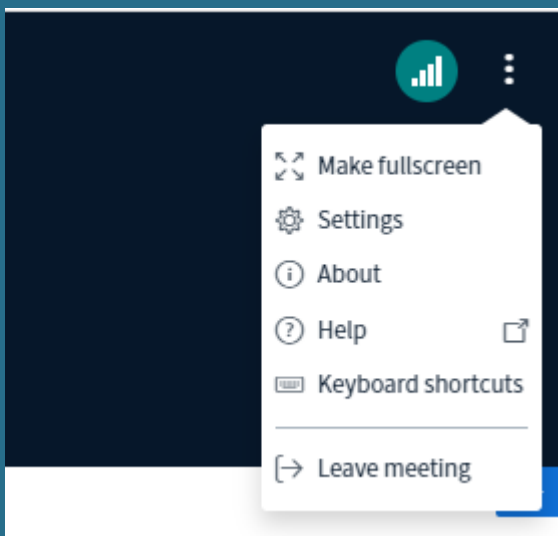 Make fullscreen
Settings
About
Help
Keyboard shortcuts
Leave meeting